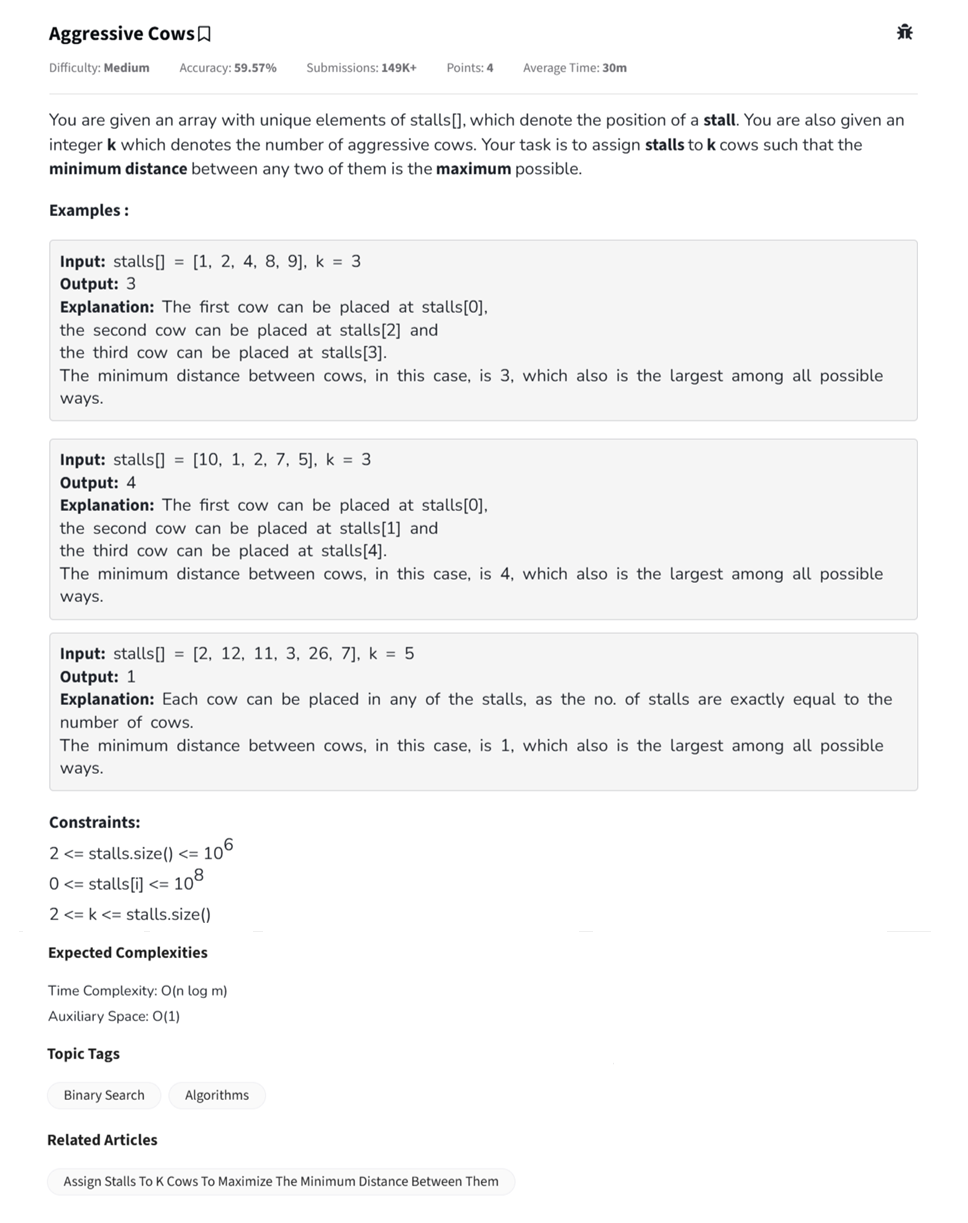 Aggressive Cows
Difficulty: Medium Accuracy: 59.57% Submissions: 149K+ Points: 4 Average Time: 30m
You are given an array with unique elements of stalls[], which denote the position of a stall. You are also given an
integer k which denotes the number of aggressive cows. Your task is to assign stalls to k cows such that the
minimum distance between any two of them is the maximum possible.
Examples :
Input: stalls[] = [1, 2, 4, 8, 9], k = 3
Output: 3
Explanation: The first cow can be placed at stalls[0],
the second cow can be placed at stalls[2] and
the third cow can be placed at stalls[3].
The minimum distance between cows, in this case, is 3, which also is the largest among all possible
ways.
Input: stalls[] = [10, 1, 2, 7, 5], k = 3
Output: 4
Explanation: The first cow can be placed at stalls[0],
the second cow can be placed at stalls[1] and
the third cow can be placed at stalls[4].
The minimum distance between cows, in this case, is 4, which also is the largest among all possible
ways.
Input: stalls[] = [2, 12, 11, 3, 26, 7], k = 5
Output: 1
Explanation: Each cow can be placed in any of the stalls, as the no. of stalls are exactly equal to the
number of cows.
The minimum distance between cows, in this case, is 1, which also is the largest among all possible
ways.
Constraints:
2 <= stalls.size() <= 10^6
0 <= stalls[i] <= 10^8
2 <= k <= stalls.size()
Expected Complexities
Time Complexity: O(n log m)
Auxiliary Space: O(1)
Topic Tags
Binary Search Algorithms
Related Articles
Assign Stalls To K Cows To Maximize The Minimum Distance Between Them